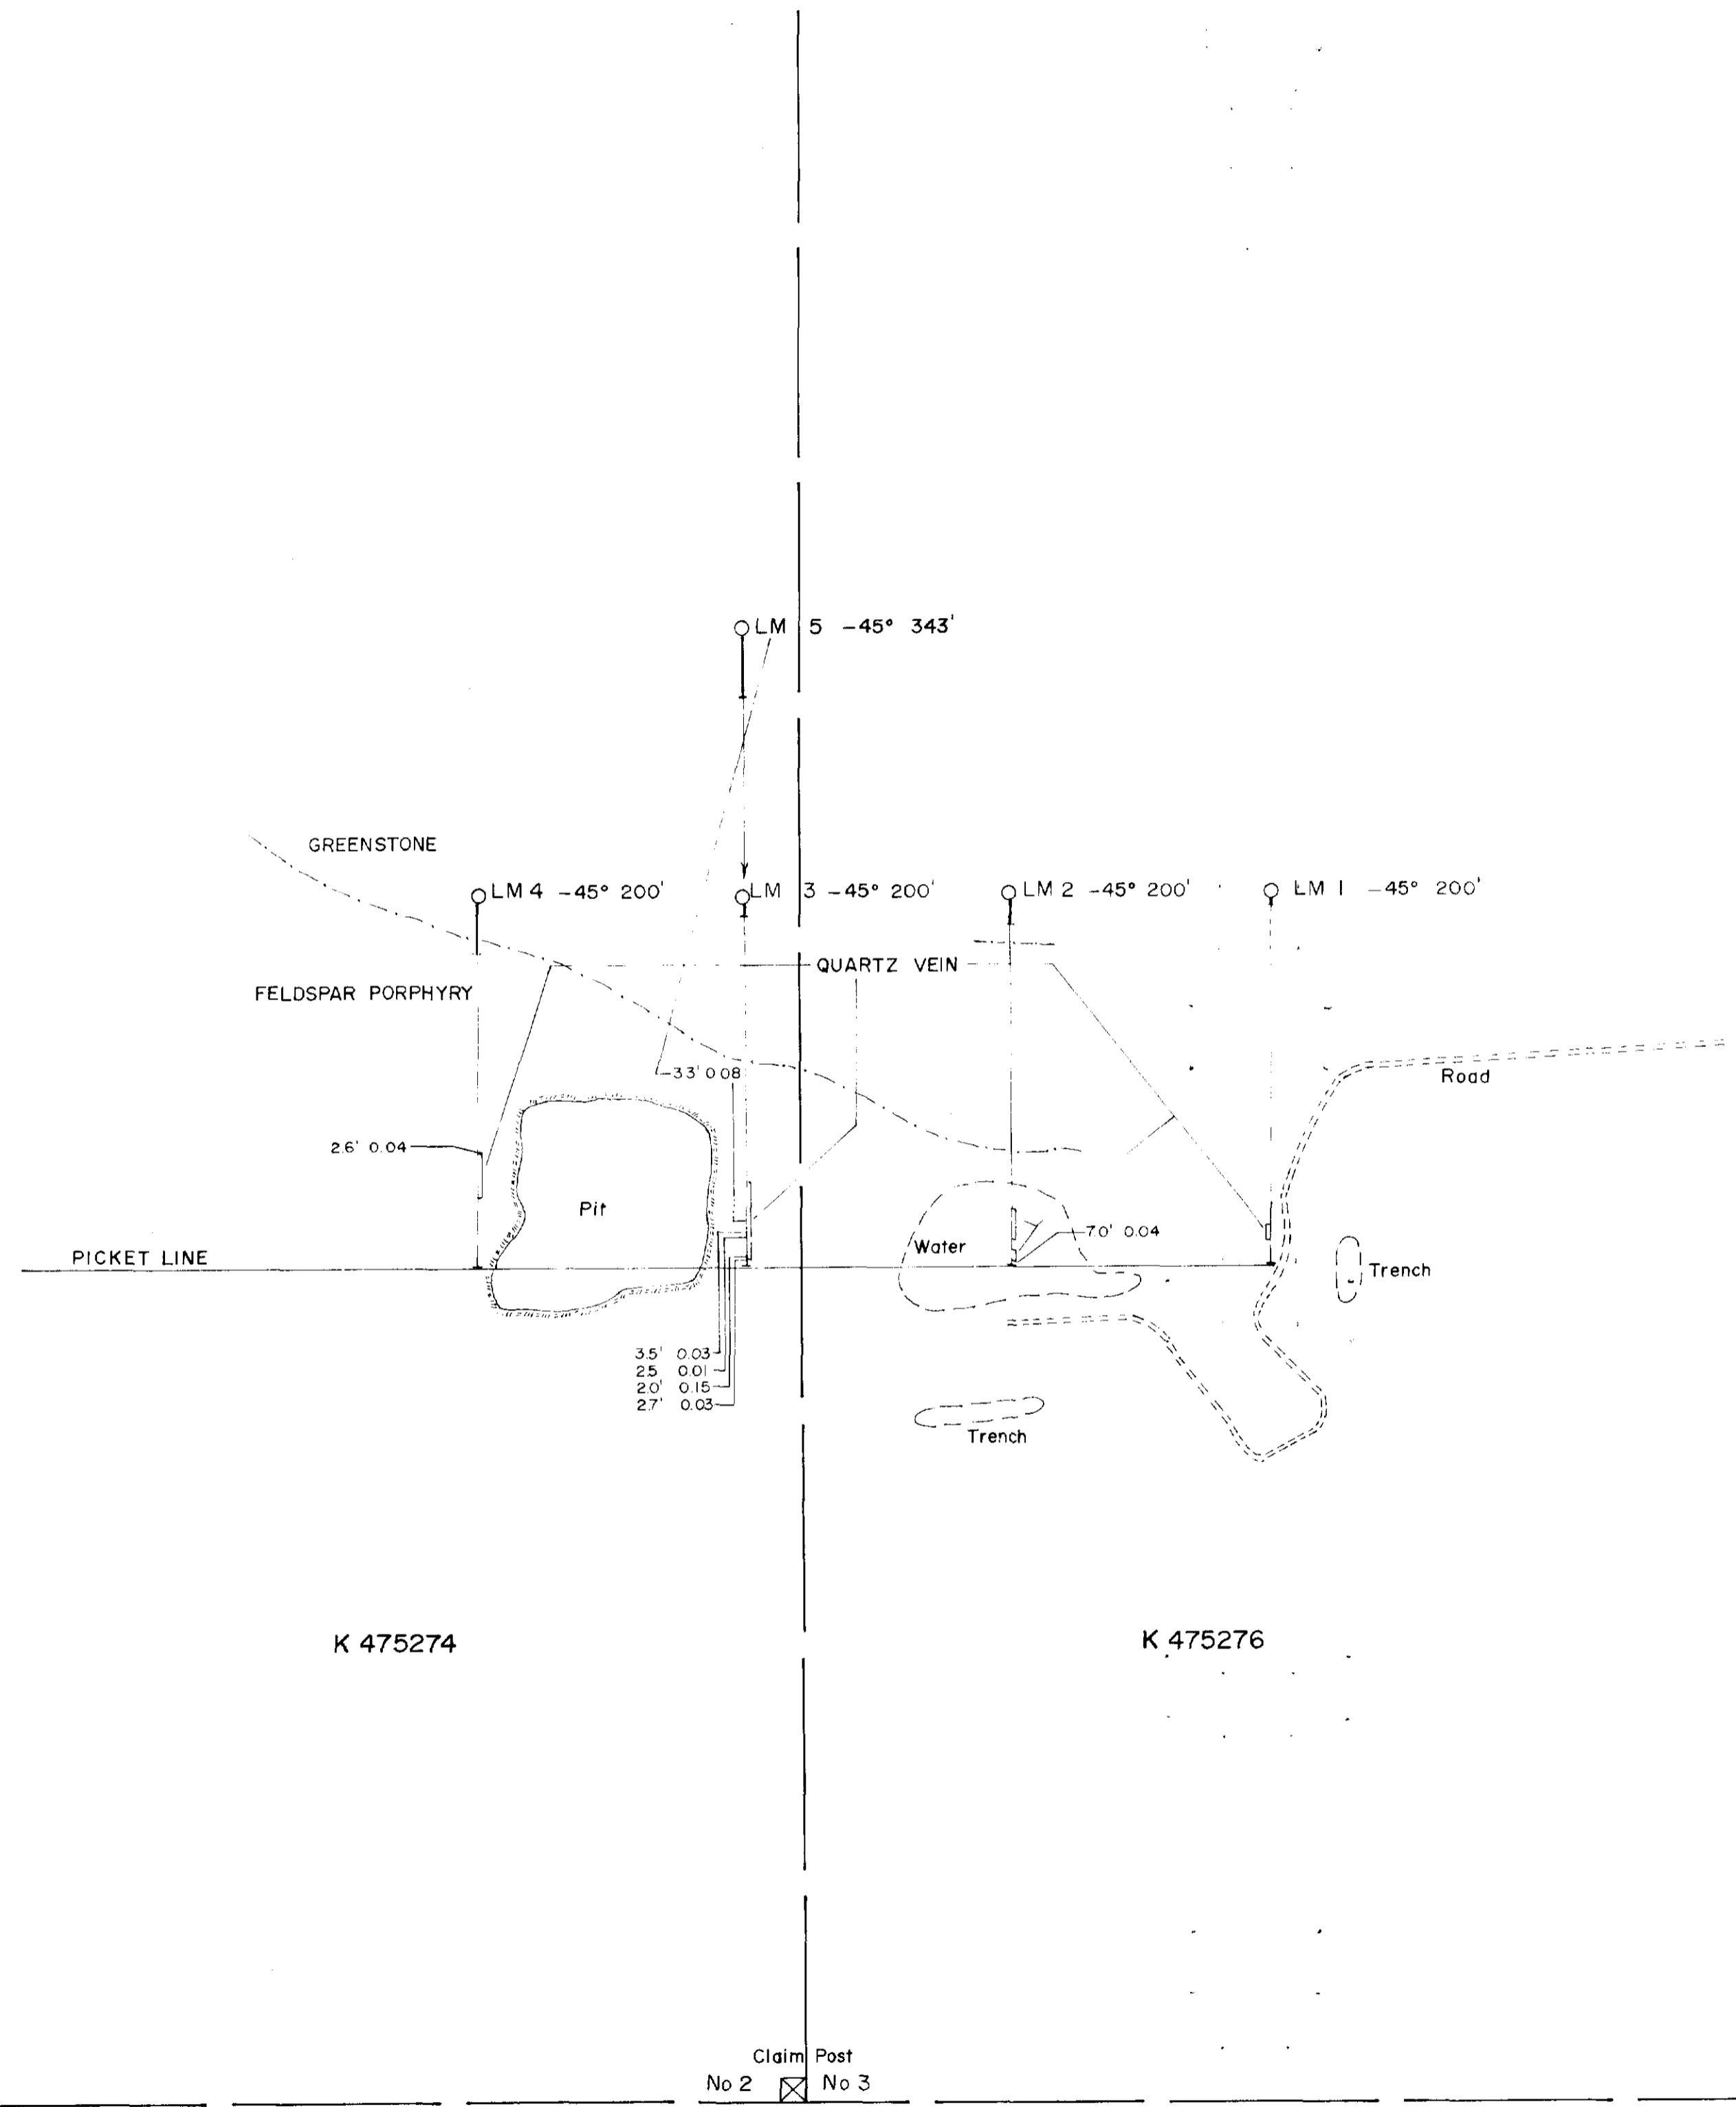 LM 5 -45° 343'
GREENSTONE
LM 4 -45° 200'
LM 3 -45° 200'
LM 2 -45° 200'
LM 1 -45° 200'
QUARTZ VEIN
FELDSPAR PORPHYRY
33' 0.08
Road
2.6' 0.04
Pit
7.0' 0.04
Water
PICKET LINE
Trench
3.5' 0.03
2.5 0.01
2.0' 0.15
2.7' 0.03
Trench
K 475274
K 475276
Claim Post
No 2
No 3